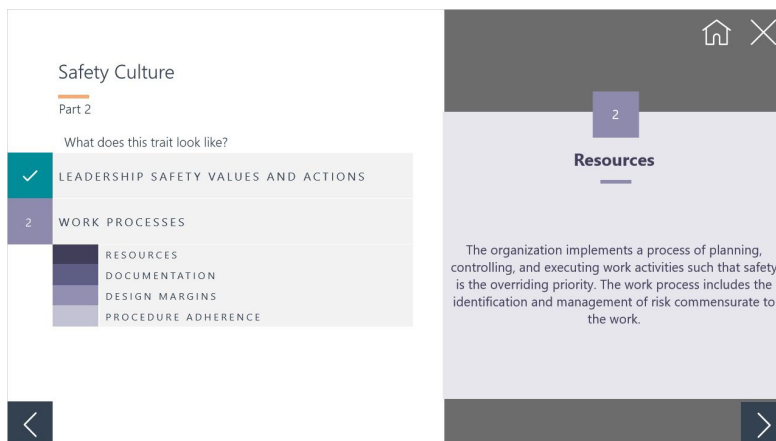 Safety Culture
Part 2
What does this trait look like?
LEADERSHIP SAFETY VALUES AND ACTIONS
2
WORK PROCESSES
RESOURCES
DOCUMENTATION
DESIGN MARGINS
PROCEDURE ADHERENCE
2
Resources
The organization implements a process of planning,
controlling, and executing work activities such that safety
is the overriding priority. The work process includes the
identification and management of risk commensurate to
the work.